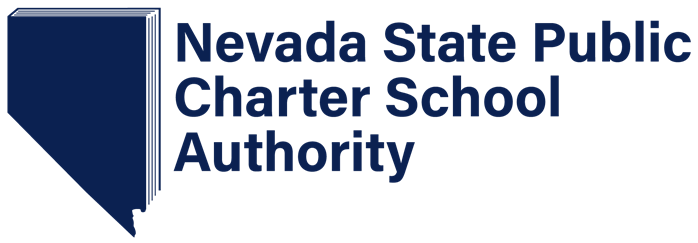 Nevada State Public
Charter School
Authority